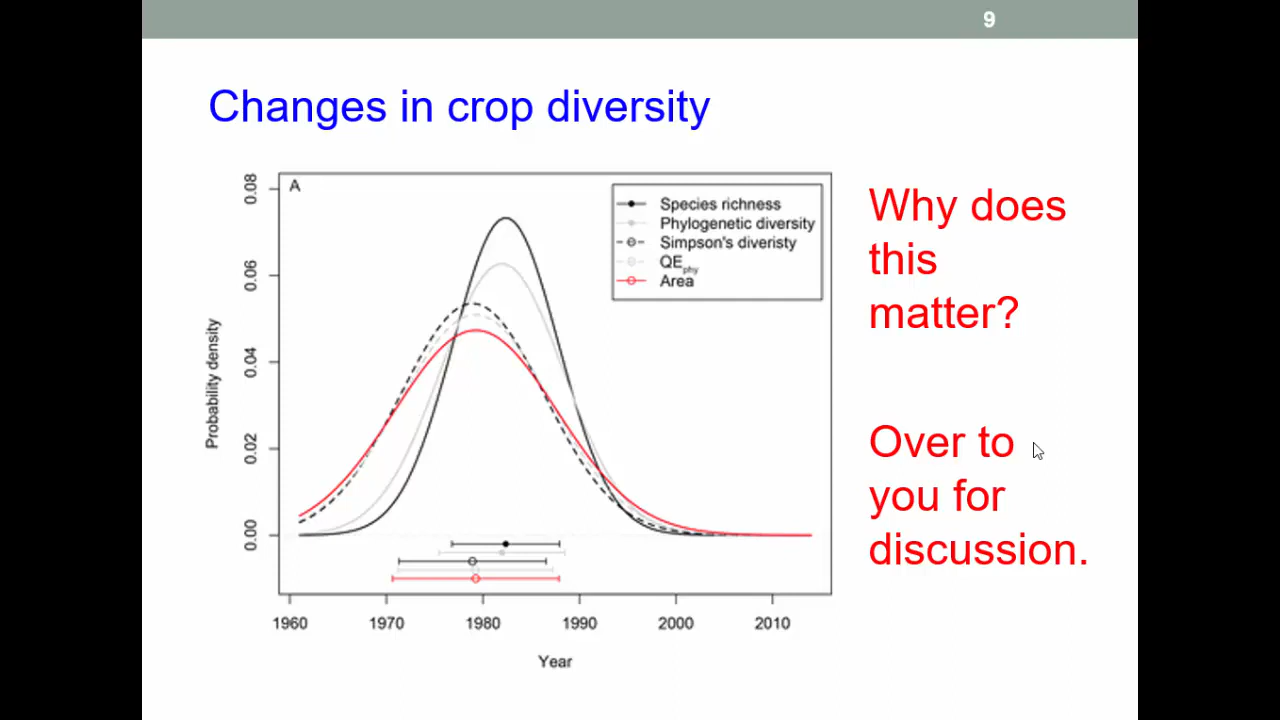 9
Changes in crop diversity
A
Species richness
Phylogenetic diversity
Simpson's diveristy
QEphy
Area
0.08
0.06
0.04
0.02
0.00
Probability density
1960 1970 1980 1990 2000 2010
Year
Why does
this
matter?
Over to
you for
discussion.